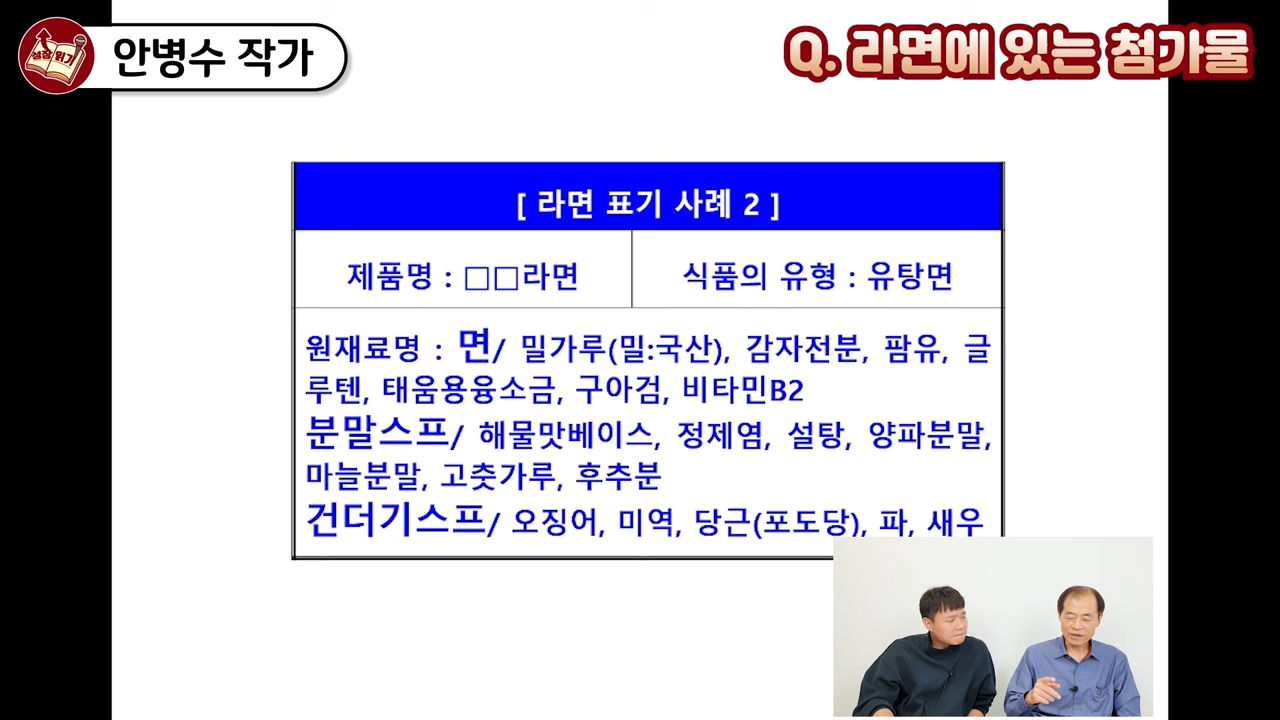 성장읽기
안병수 작가
Q. 라면에 있는 첨가물
[ 라면 표기 사례 2 ]
제품명 : □□라면
식품의 유형 : 유탕면
원재료명 : 면/ 밀가루(밀:국산), 감자전분, 팜유, 글
루텐, 태움용융소금, 구아검, 비타민B2
분말스프/ 해물맛베이스, 정제염, 설탕, 양파분말,
마늘분말, 고춧가루, 후추분
건더기스프/ 오징어, 미역, 당근(포도당), 파, 새우